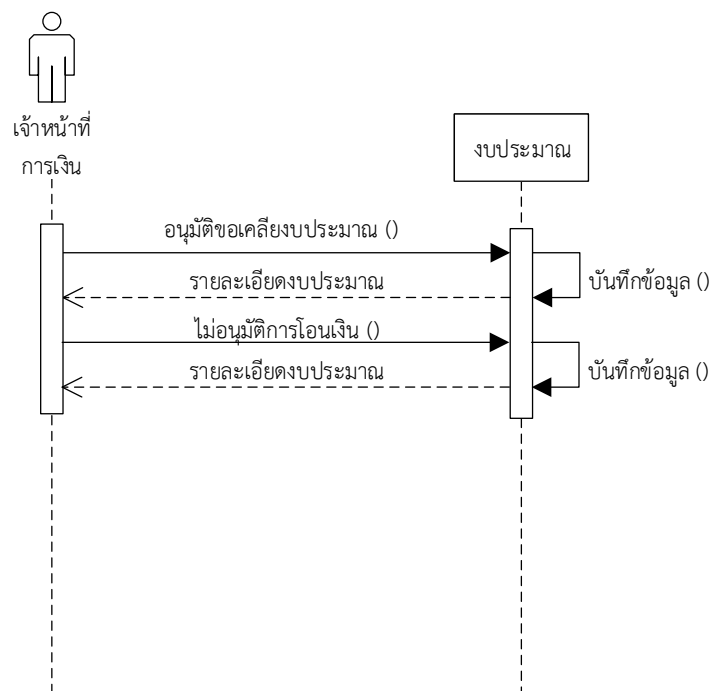 เจ้าหน้าที่
การเงิน
งบประมาณ
อนุมัติขอเคลียงบประมาณ ()
รายละเอียดงบประมาณ
บันทึกข้อมูล ()
ไม่อนุมัติการโอนเงิน ()
รายละเอียดงบประมาณ
บันทึกข้อมูล ()